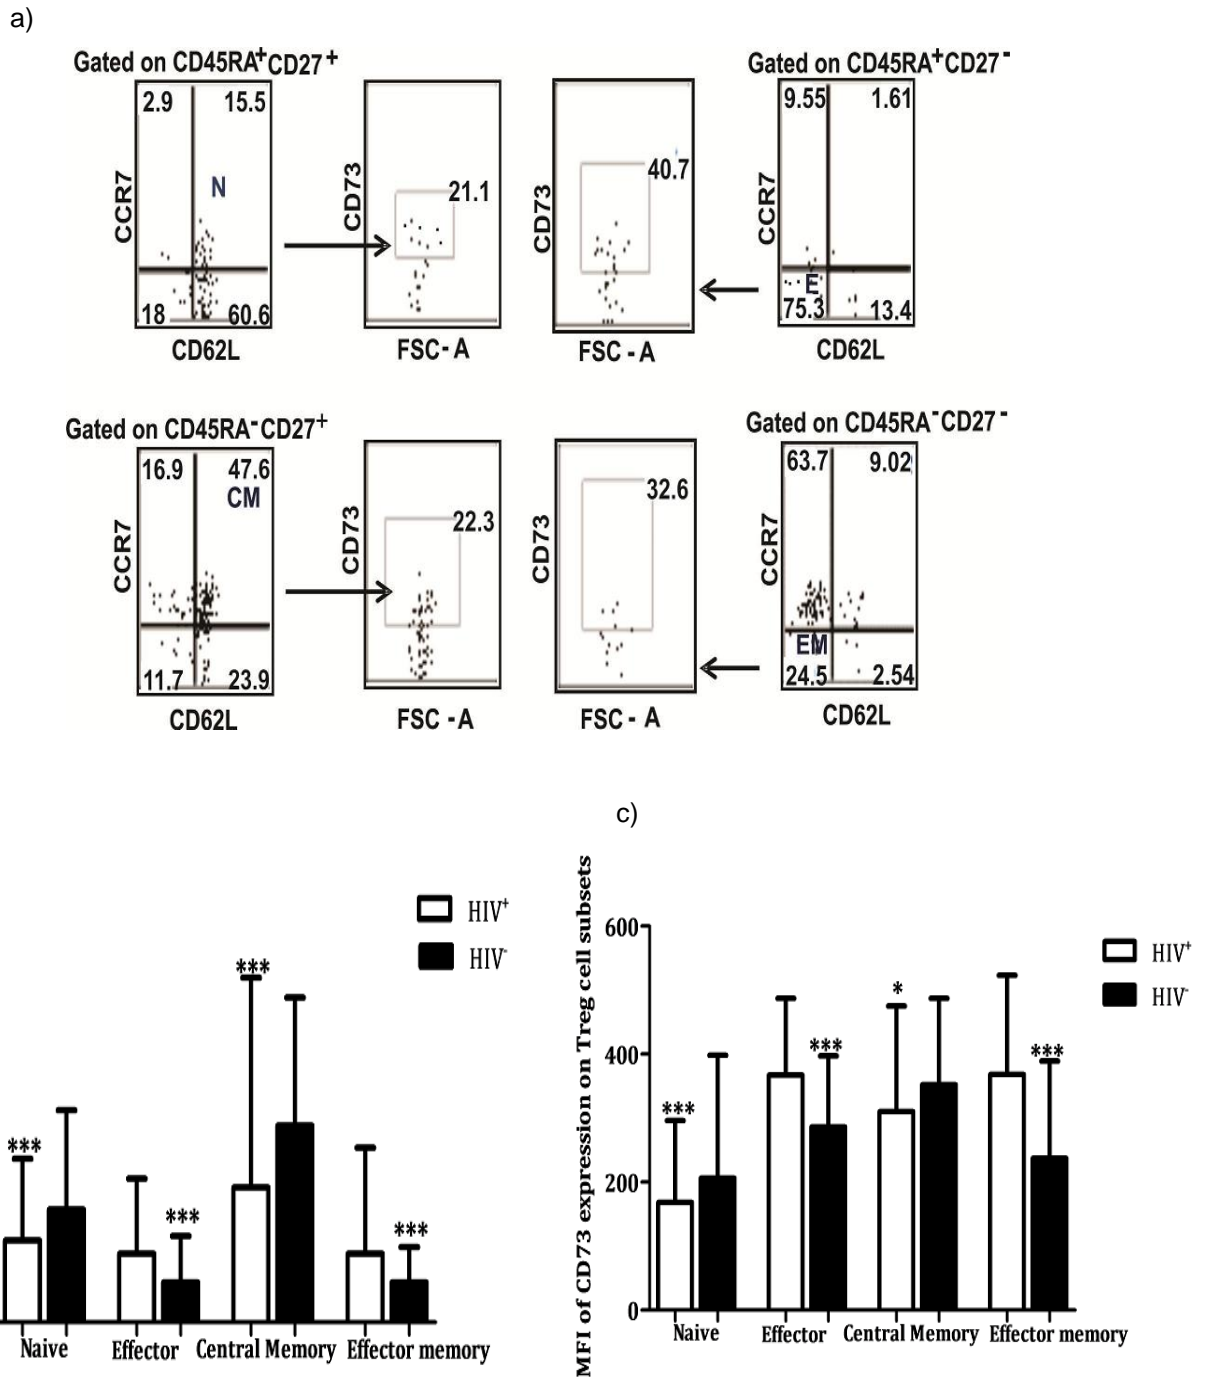 a)
Gated on CD45RA+CD27+
Gated on CD45RA+CD27-
2.9 15.5
N
18 60.6
CCR7
CD62L
CD73
21.1
FSC-A
CD73
40.7
FSC-A
9.55 1.61
E
75.3 13.4
CCR7
CD62L
Gated on CD45RA-CD27+
Gated on CD45RA-CD27-
16.9 47.6
CM
11.7 23.9
CCR7
CD62L
CD73
22.3
FSC-A
CD73
32.6
FSC-A
63.7 9.02
EM
24.5 2.54
CCR7
CD62L
HIV+
HIV-
***
***
***
***
Naive Effector Central Memory Effector memory
c)
MFI of CD73 expression on Treg cell subsets
600
400
200
0
HIV+
HIV-
***
***
*
***
Naive Effector Central Memory Effector memory